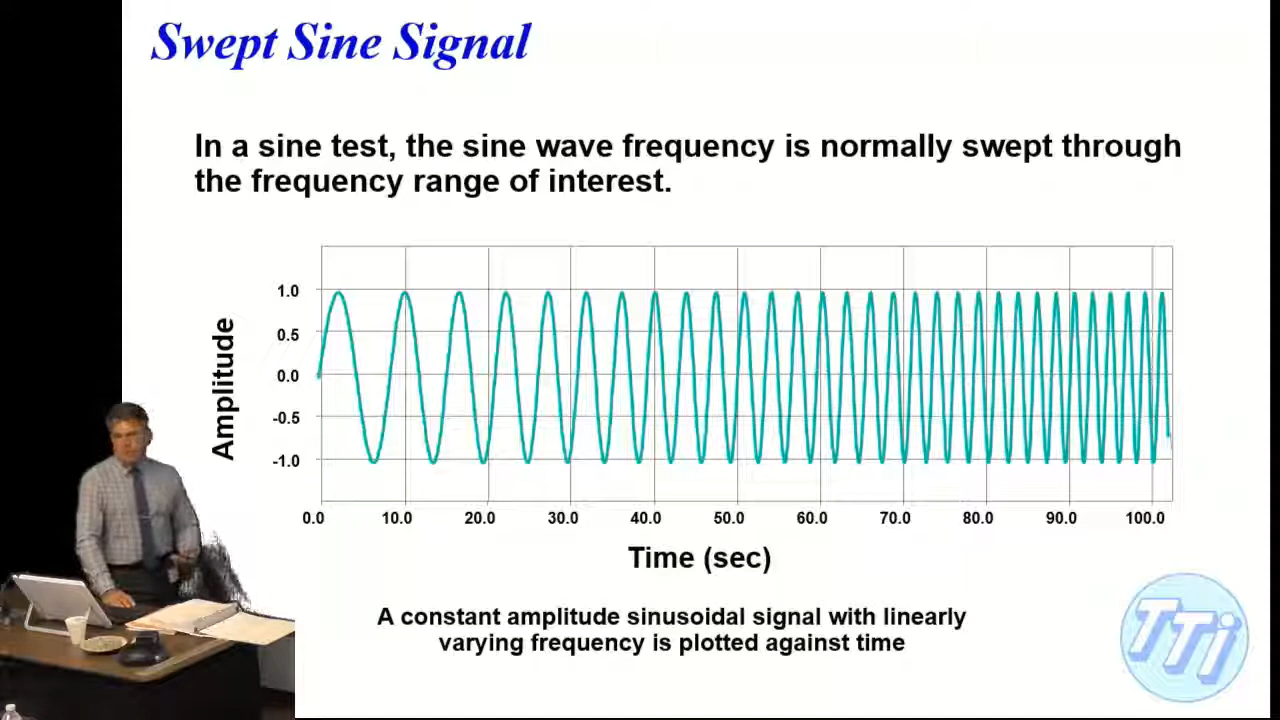 Swept Sine Signal
In a sine test, the sine wave frequency is normally swept through
the frequency range of interest.
Amplitude
1.0
0.5
0.0
-0.5
-1.0
0.0 10.0 20.0 30.0 40.0 50.0 60.0 70.0 80.0 90.0 100.0
Time (sec)
A constant amplitude sinusoidal signal with linearly
varying frequency is plotted against time
TTi